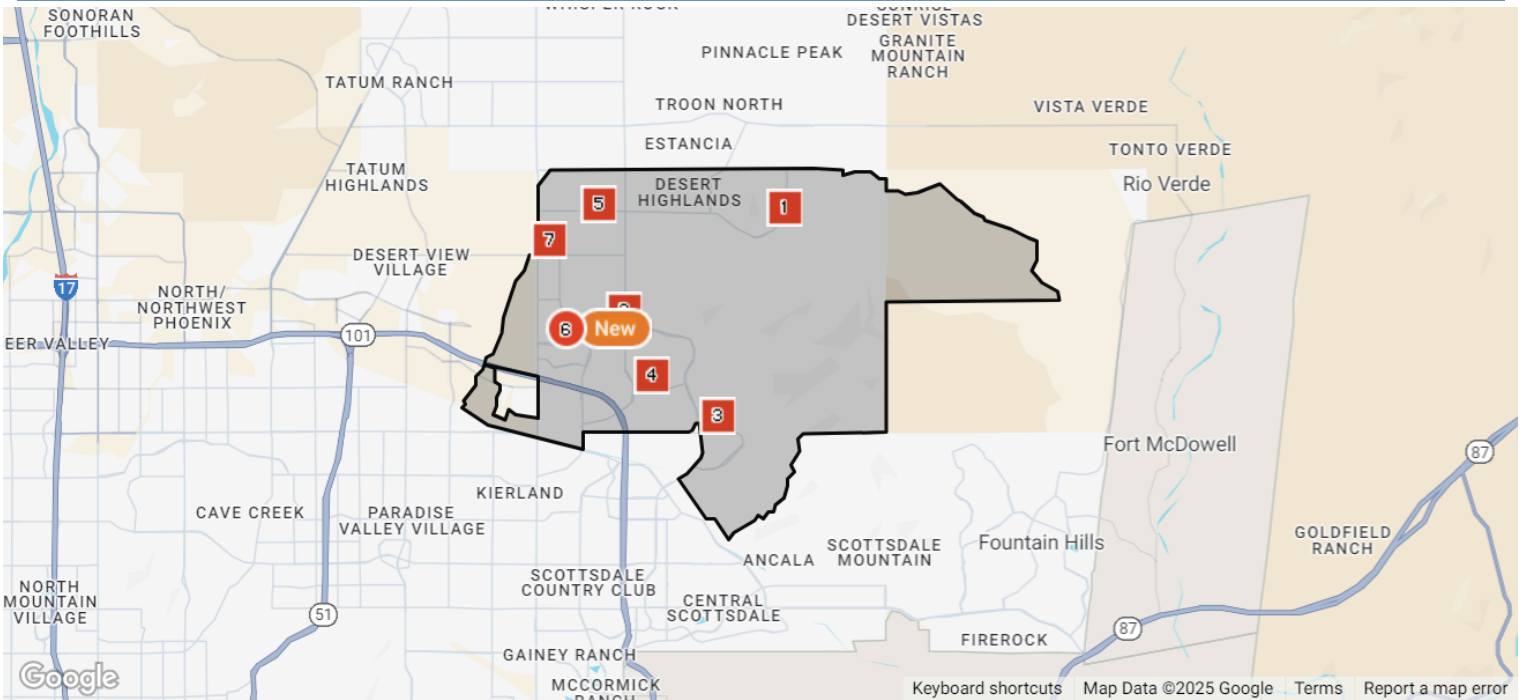 SONORAN
FOOTHILLS
DESERT VISTAS
GRANITE
MOUNTAIN
RANCH
PINNACLE PEAK
TATUM RANCH
TROON NORTH
VISTA VERDE
ESTANCIA
TONTO VERDE
TATUM
HIGHLANDS
DESERT
HIGHLANDS
Rio Verde
5
1
7
DESERT VIEW
VILLAGE
17
NORTH/
NORTHWEST
PHOENIX
6
New
EER VALLEY
101
4
3
Fort McDowell
87
KIERLAND
CAVE CREEK
PARADISE
VALLEY VILLAGE
GOLDFIELD
RANCH
Fountain Hills
SCOTTSDALE
MOUNTAIN
ANCALA
NORTH
MOUNTAIN
VILLAGE
SCOTTSDALE
COUNTRY CLUB
CENTRAL
SCOTTSDALE
51
87
FIREROCK
GAINEY RANCH
MCCORMICK
RANCH
Google
Keyboard shortcuts
Map Data ©2025 Google
Terms
Report a map error